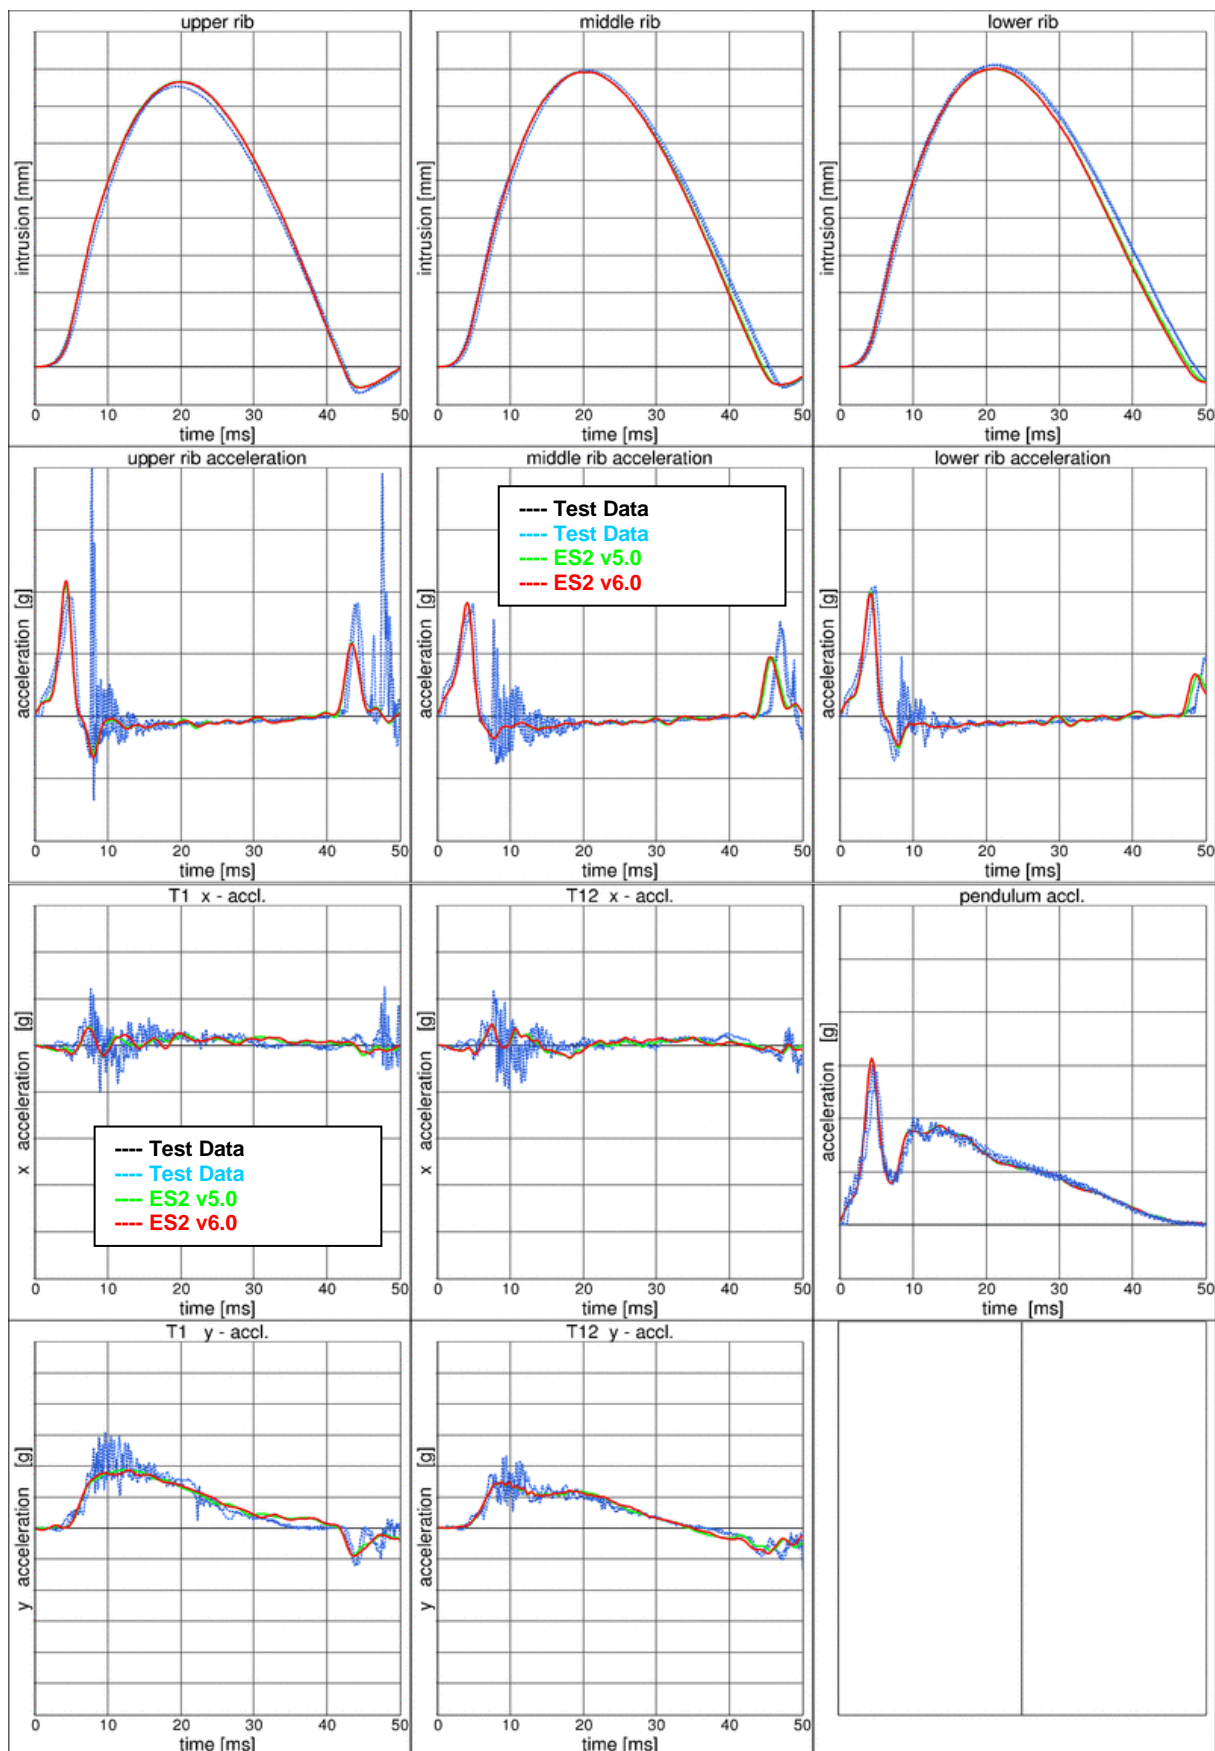 upper rib
middle rib
lower rib
intrusion [mm]
intrusion [mm]
intrusion [mm]
0 10 20 30 40 50
0 10 20 30 40 50
0 10 20 30 40 50
time [ms]
time [ms]
time [ms]
upper rib acceleration
middle rib acceleration
lower rib acceleration
---- Test Data
---- Test Data
---- ES2 v5.0
---- ES2 v6.0
acceleration [g]
acceleration [g]
acceleration [g]
0 10 20 30 40 50
0 10 20 30 40 50
0 10 20 30 40 50
time [ms]
time [ms]
time [ms]
T1 x - accl.
T12 x - accl.
pendulum accl.
x acceleration [g]
x acceleration [g]
acceleration [g]
---- Test Data
---- Test Data
---- ES2 v5.0
---- ES2 v6.0
0 10 20 30 40 50
0 10 20 30 40 50
0 10 20 30 40 50
time [ms]
time [ms]
time [ms]
T1 y - accl.
T12 y - accl.
y acceleration [g]
y acceleration [g]
0 10 20 30 40 50
0 10 20 30 40 50
time [ms]
time [ms]